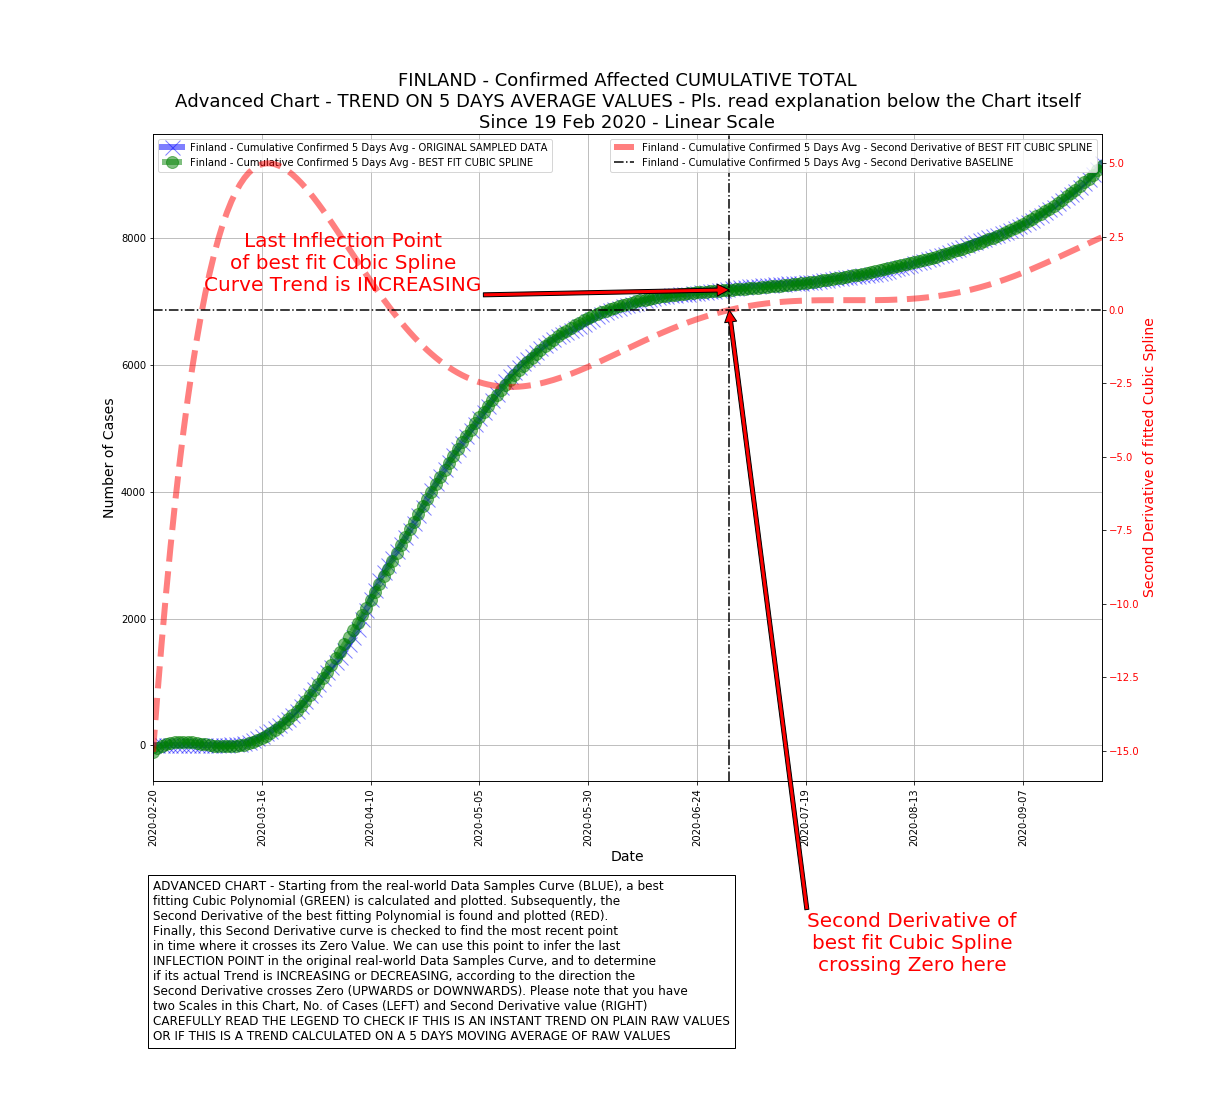 FINLAND - Confirmed Affected CUMULATIVE TOTAL
Advanced Chart - TREND ON 5 DAYS AVERAGE VALUES - Pls. read explanation below the Chart itself
Since 19 Feb 2020 - Linear Scale
Finland - Cumulative Confirmed 5 Days Avg - ORIGINAL SAMPLED DATA
Finland - Cumulative Confirmed 5 Days Avg - BEST FIT CUBIC SPLINE
Finland - Cumulative Confirmed 5 Days Avg - Second Derivative of BEST FIT CUBIC SPLINE
Finland - Cumulative Confirmed 5 Days Avg - Second Derivative BASELINE
Last Inflection Point
of best fit Cubic Spline
Curve Trend is INCREASING
Number of Cases
8000
6000
4000
2000
0
5.0
2.5
0.0
−2.5
−5.0
−7.5
−10.0
−12.5
−15.0
Second Derivative of fitted Cubic Spline
2020-02-20
2020-03-16
2020-04-10
2020-05-05
2020-05-30
2020-06-24
2020-07-19
2020-08-13
2020-09-07
Date
Second Derivative of
best fit Cubic Spline
crossing Zero here
ADVANCED CHART - Starting from the real-world Data Samples Curve (BLUE), a best
fitting Cubic Polynomial (GREEN) is calculated and plotted. Subsequently, the
Second Derivative of the best fitting Polynomial is found and plotted (RED).
Finally, this Second Derivative curve is checked to find the most recent point
in time where it crosses its Zero Value. We can use this point to infer the last
INFLECTION POINT in the original real-world Data Samples Curve, and to determine
if its actual Trend is INCREASING or DECREASING, according to the direction the
Second Derivative crosses Zero (UPWARDS or DOWNWARDS). Please note that you have
two Scales in this Chart, No. of Cases (LEFT) and Second Derivative value (RIGHT)
CAREFULLY READ THE LEGEND TO CHECK IF THIS IS AN INSTANT TREND ON PLAIN RAW VALUES
OR IF THIS IS A TREND CALCULATED ON A 5 DAYS MOVING AVERAGE OF RAW VALUES